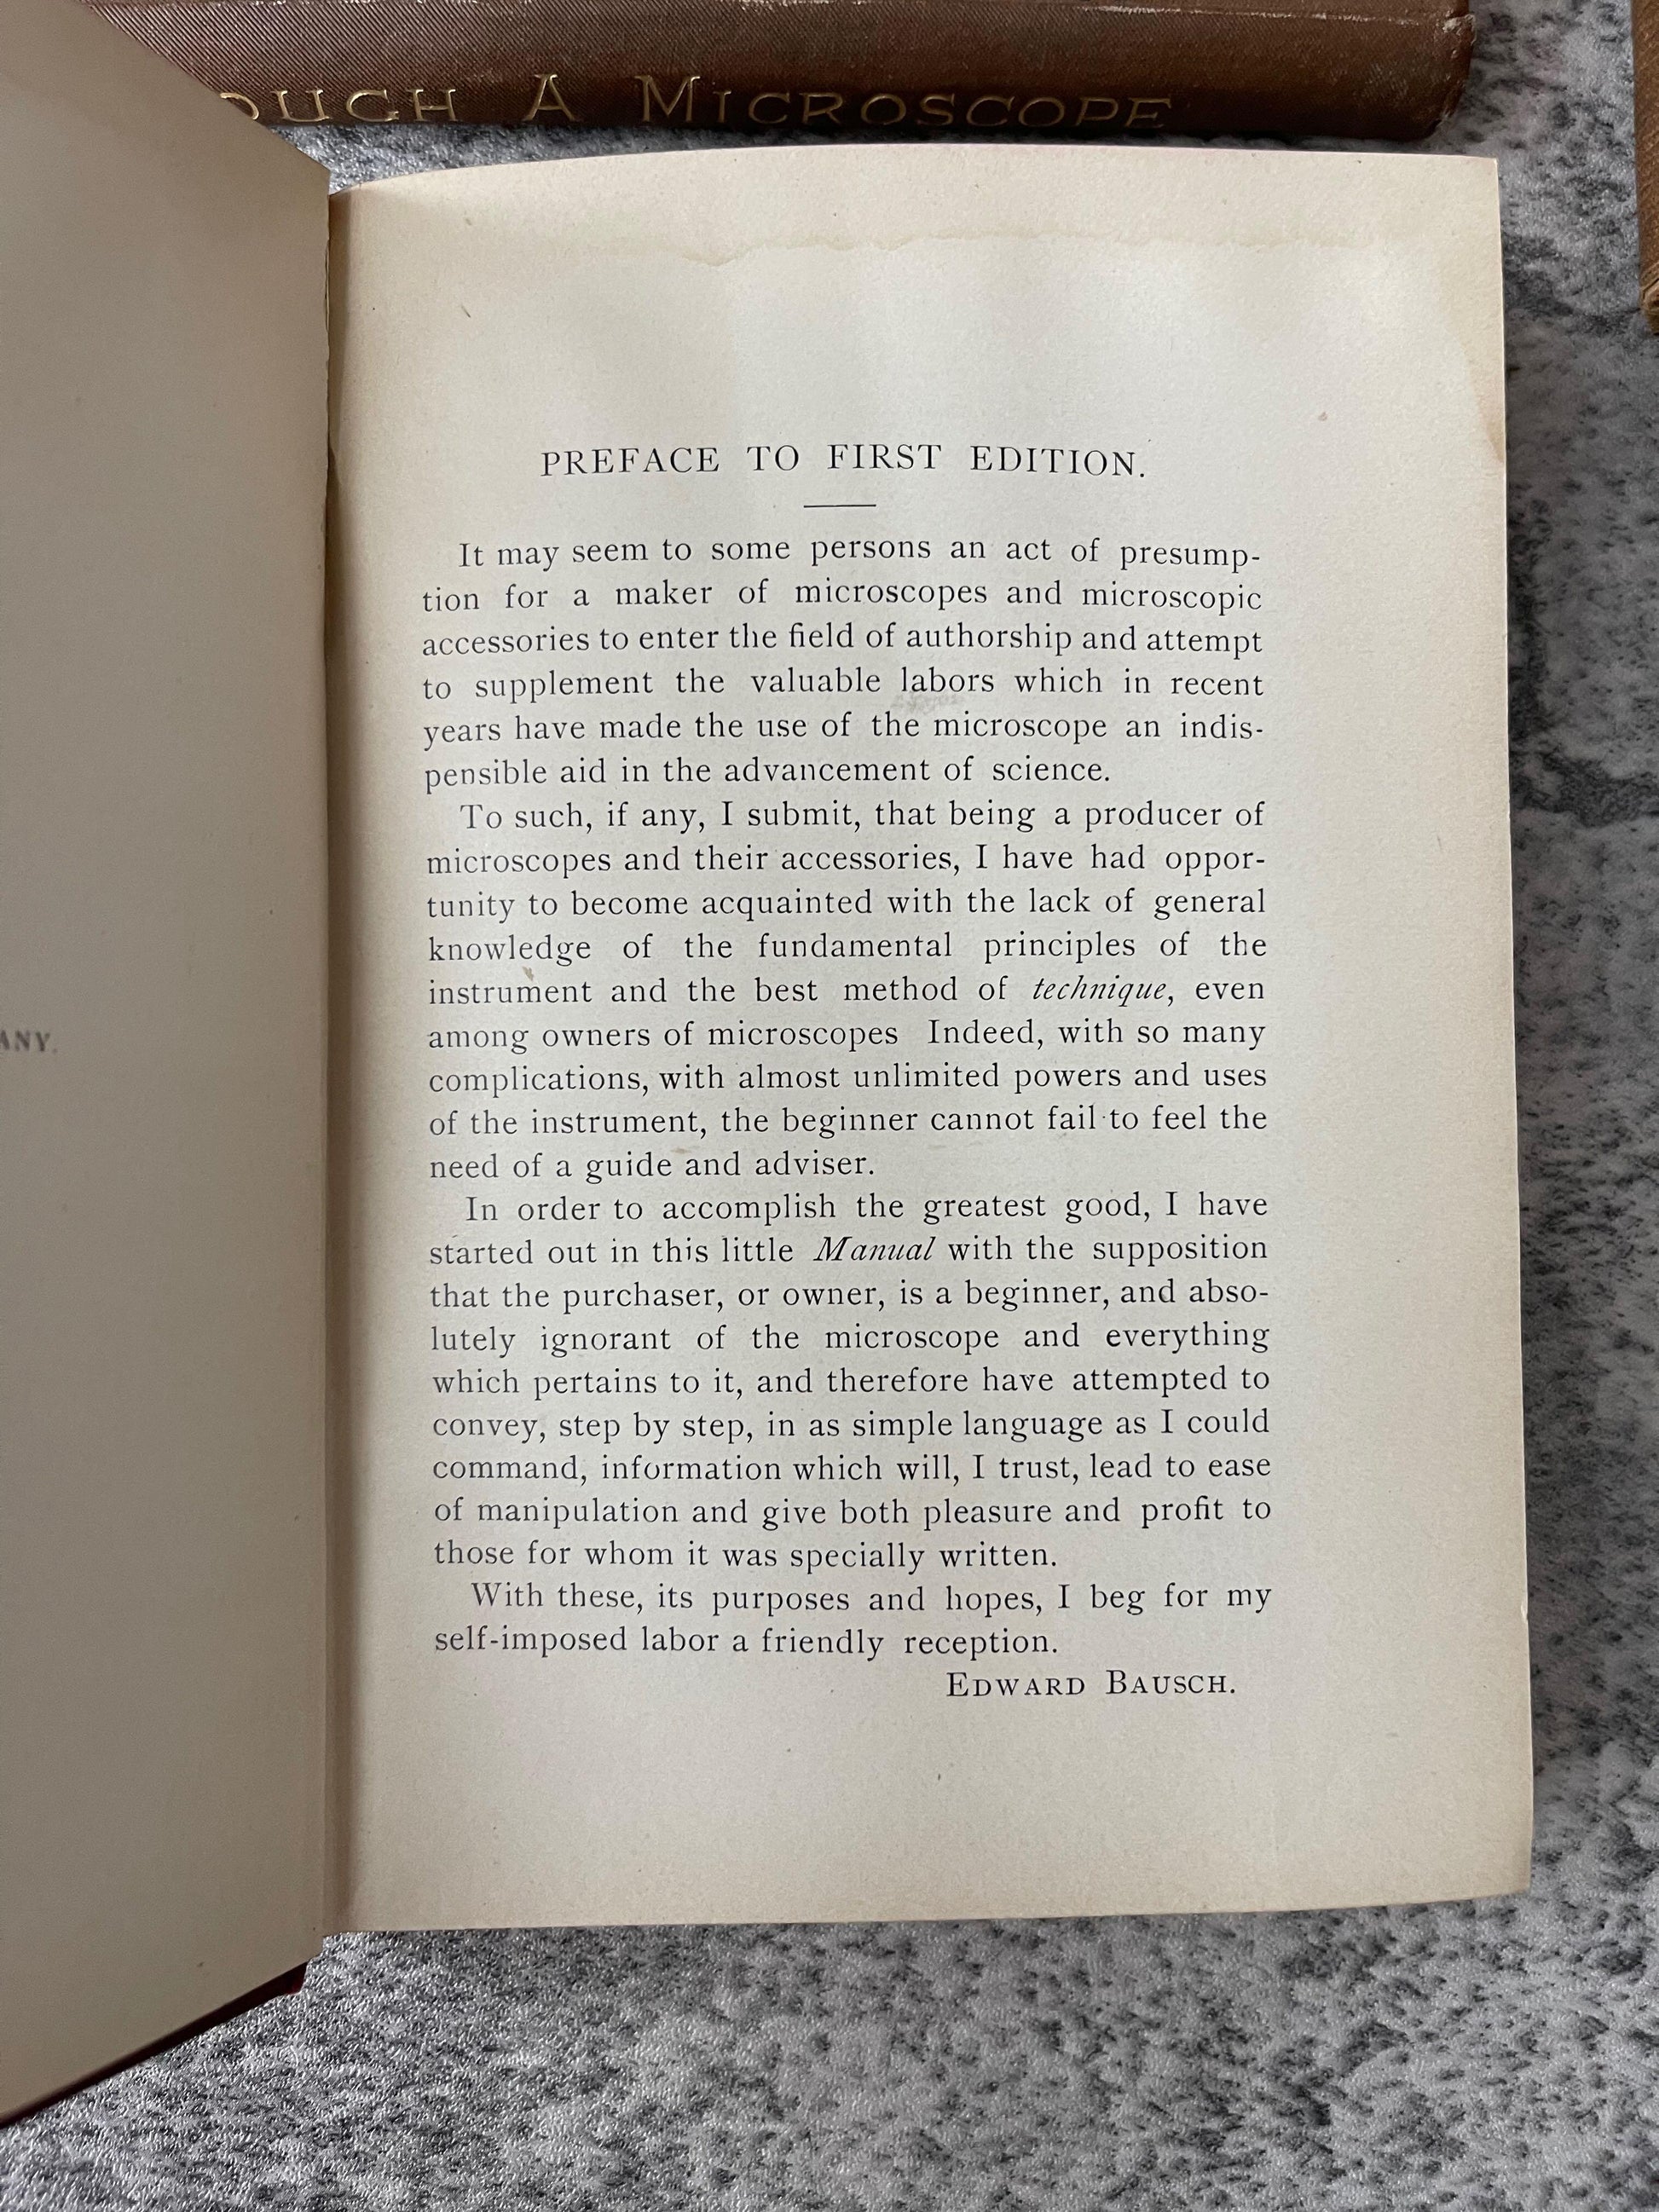 OUGH A MICROSCOPE
ANY.
PREFACE TO FIRST EDITION.
It may seem to some persons an act of presump-
tion for a maker of microscopes and microscopic
accessories to enter the field of authorship and attempt
to supplement the valuable labors which in recent
years have made the use of the microscope an indis-
pensible aid in the advancement of science.
To such, if any, I submit, that being a producer of
microscopes and their accessories, I have had oppor-
tunity to become acquainted with the lack of general
knowledge of the fundamental principles of the
instrument and the best method of technique, even
among owners of microscopes Indeed, with so many
complications, with almost unlimited powers and uses
of the instrument, the beginner cannot fail to feel the
need of a guide and adviser.
In order to accomplish the greatest good, I have
started out in this little Manual with the supposition
that the purchaser, or owner, is a beginner, and abso-
lutely ignorant of the microscope and everything
which pertains to it, and therefore have attempted to
convey, step by step, in as simple language as I could
command, information which will, I trust, lead to ease
of manipulation and give both pleasure and profit to
those for whom it was specially written.
With these, its purposes and hopes, I beg for my
self-imposed labor a friendly reception.
EDWARD BAUSCH.